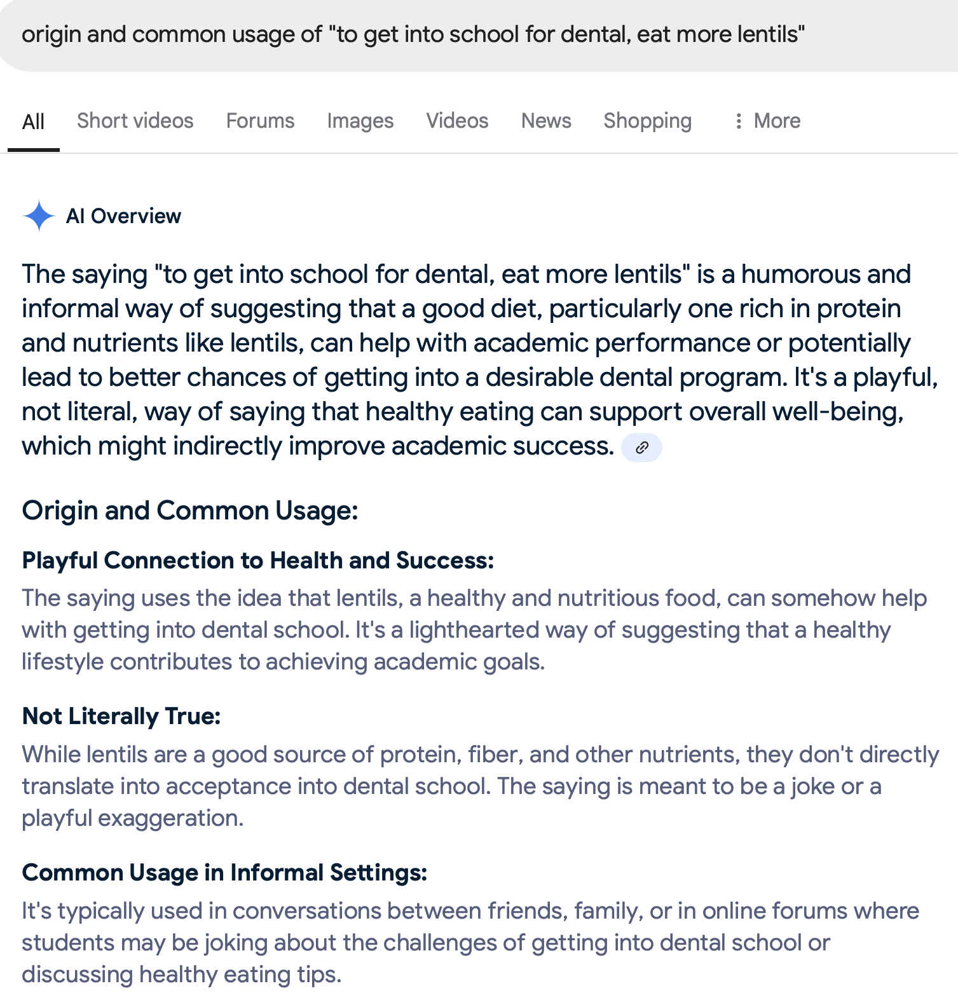 origin and common usage of "to get into school for dental, eat more lentils"
All Short videos Forums Images Videos News Shopping More
AI Overview
The saying "to get into school for dental, eat more lentils" is a humorous and
informal way of suggesting that a good diet, particularly one rich in protein
and nutrients like lentils, can help with academic performance or potentially
lead to better chances of getting into a desirable dental program. It's a playful,
not literal, way of saying that healthy eating can support overall well-being,
which might indirectly improve academic success.
Origin and Common Usage:
Playful Connection to Health and Success:
The saying uses the idea that lentils, a healthy and nutritious food, can somehow help
with getting into dental school. It's a lighthearted way of suggesting that a healthy
lifestyle contributes to achieving academic goals.
Not Literally True:
While lentils are a good source of protein, fiber, and other nutrients, they don't directly
translate into acceptance into dental school. The saying is meant to be a joke or a
playful exaggeration.
Common Usage in Informal Settings:
It's typically used in conversations between friends, family, or in online forums where
students may be joking about the challenges of getting into dental school or
discussing healthy eating tips.